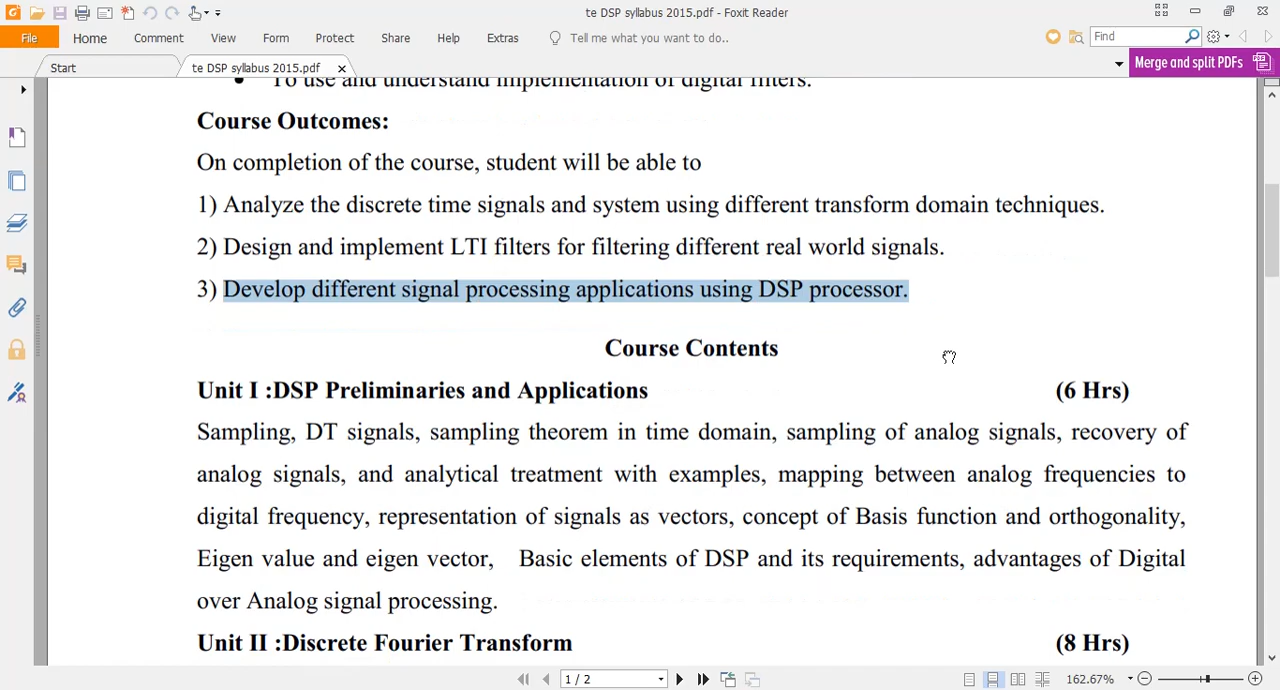 te DSP syllabus 2015.pdf - Foxit Reader
File Home Comment View Form Protect Share Help Extras Tell me what you want to do.. Find
Start te DSP syllabus 2015.pdf Merge and split PDFs
To use and understand implementation of digital filters.
Course Outcomes:
On completion of the course, student will be able to
1) Analyze the discrete time signals and system using different transform domain techniques.
2) Design and implement LTI filters for filtering different real world signals.
3) Develop different signal processing applications using DSP processor.
Course Contents
Unit I :DSP Preliminaries and Applications (6 Hrs)
Sampling, DT signals, sampling theorem in time domain, sampling of analog signals, recovery of
analog signals, and analytical treatment with examples, mapping between analog frequencies to
digital frequency, representation of signals as vectors, concept of Basis function and orthogonality,
Eigen value and eigen vector, Basic elements of DSP and its requirements, advantages of Digital
over Analog signal processing.
Unit II :Discrete Fourier Transform (8 Hrs)
1 / 2 162.67%